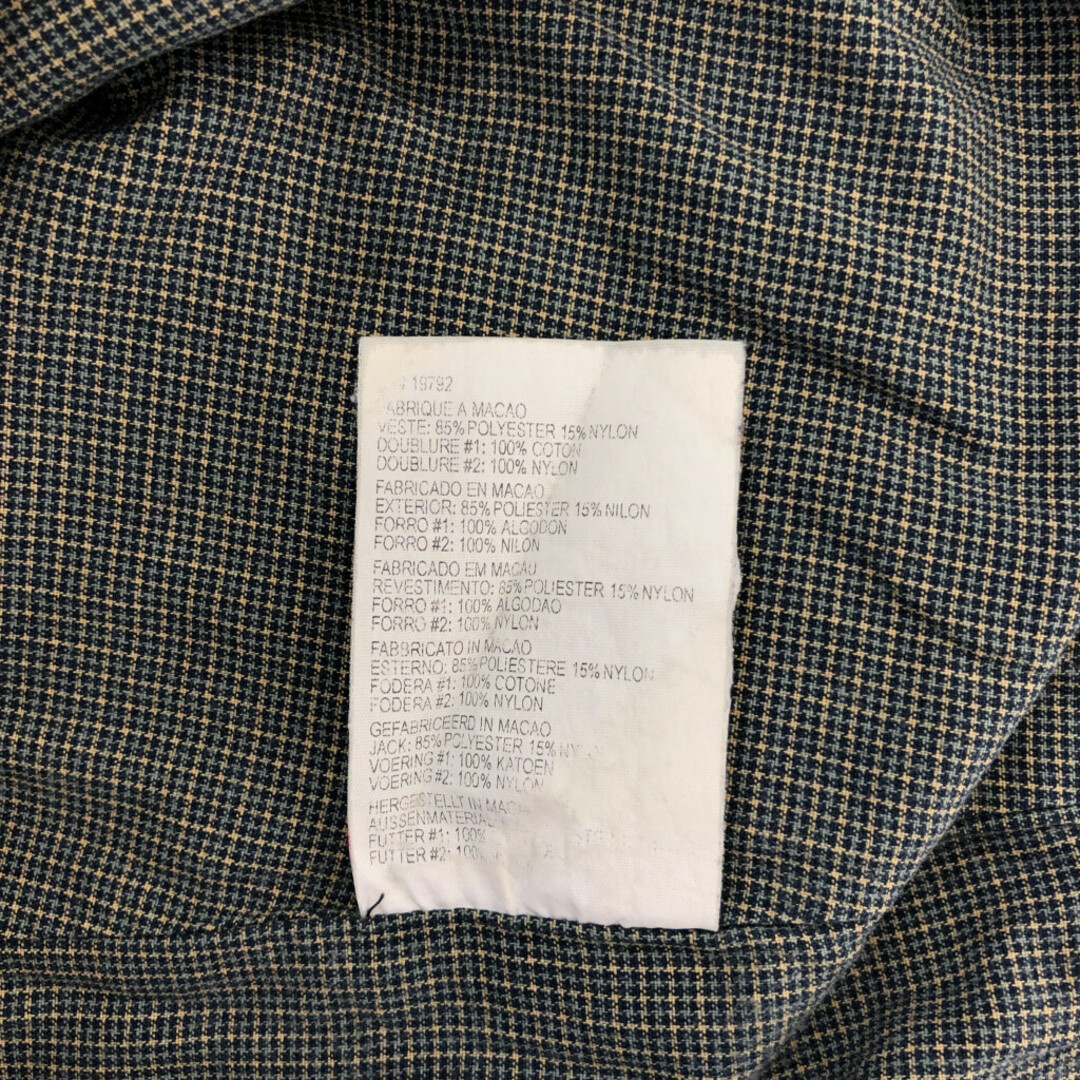 19792
FABRIQUE A MACAO
VESTE: 85% POLYESTER 15% NYLON
DOUBLURE #1: 100% COTON
DOUBLURE #2: 100% NYLON
FABRICADO EN MACAO
EXTERIOR: 85% POLIESTER 15% NILON
FORRO #1: 100% ALGODON
FORRO #2: 100% NILON
FABRICADO EM MACAU
REVESTIMENTO: 85% POLIESTER 15% NYLON
FORRO #1: 100% ALGODAO
FORRO #2: 100% NYLON
FABBRICATO IN MACAO
ESTERNO: 85% POLIESTERE 15% NYLON
FODERA #1: 100% COTONE
FODERA #2: 100% NYLON
GEFABRICEERD IN MACAO
JACK: 85% POLYESTER 15% NYLON
VOERING #1: 100% KATOEN
VOERING #2: 100% NYLON
HERGESTELLT IN MACAO
AUSSENMATERIAL
FUTTER #1: 100%
FUTTER #2: 100%